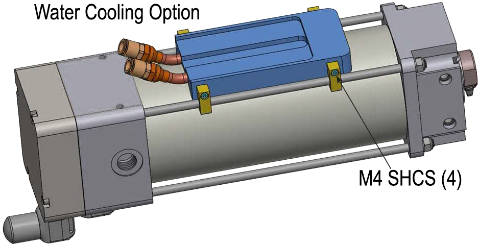 Water Cooling Option
M4 SHCS (4)